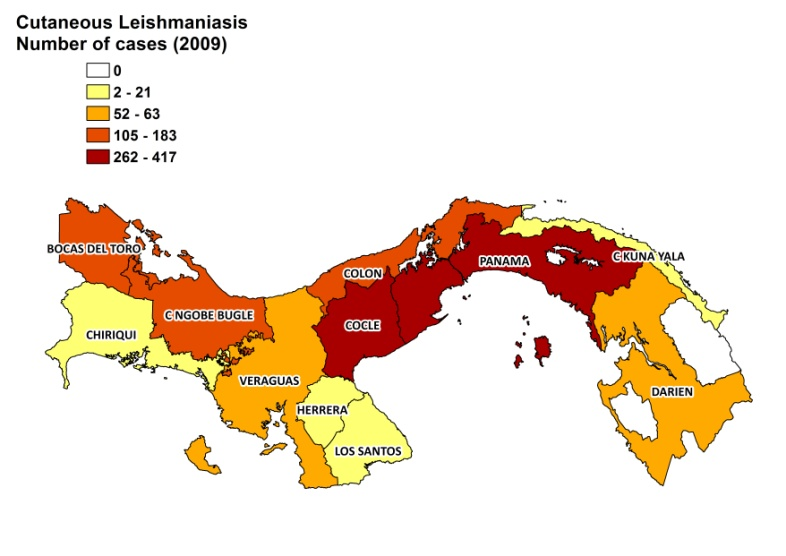 Cutaneous Leishmaniasis
Number of cases (2009)
0
2 - 21
52 - 63
105 - 183
262 - 417
BOCAS DEL TORO
C NGOBE BUGLE
CHIRIQUI
VERAGUAS
HERRERA
LOS SANTOS
COCLE
COLON
PANAMA
C KUNA YALA
DARIEN